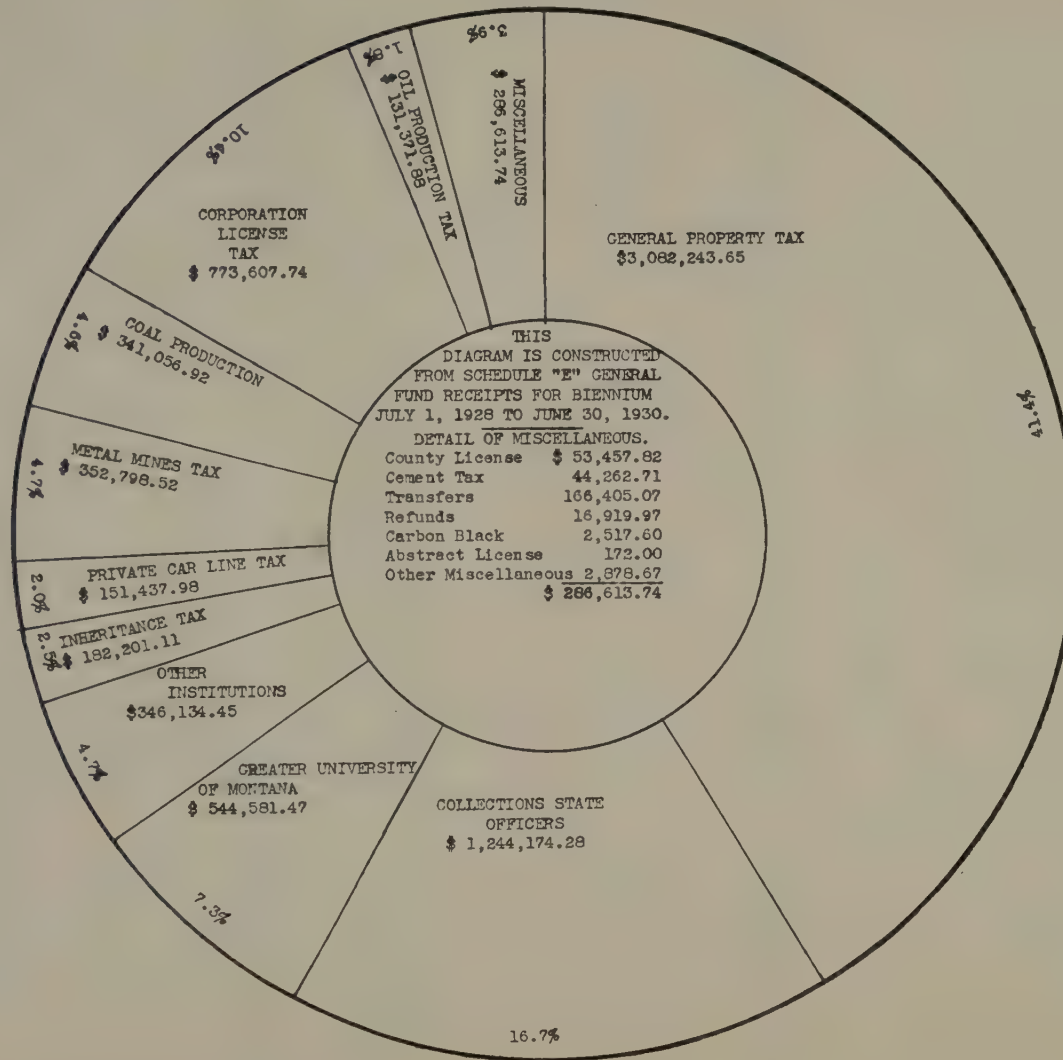 GENERAL PROPERTY TAX
$3,082,243.65
41.4%
COLLECTIONS STATE
OFFICERS
$ 1,244,174.28
16.7%
GREATER UNIVERSITY
OF MONTANA
$ 544,581.47
7.3%
OTHER
INSTITUTIONS
$346,134.45
4.7%
INHERITANCE TAX
$ 182,201.11
2.5%
PRIVATE CAR LINE TAX
$ 151,437.98
2.0%
METAL MINES TAX
$ 352,798.52
4.7%
COAL PRODUCTION
$ 341,056.92
4.6%
CORPORATION
LICENSE
TAX
$ 773,607.74
10.4%
OIL PRODUCTION TAX
$ 131,371.88
1.8%
MISCELLANEOUS
$ 286,613.74
3.9%
THIS
DIAGRAM IS CONSTRUCTED
FROM SCHEDULE "E" GENERAL
FUND RECEIPTS FOR BIENNIUM
JULY 1, 1928 TO JUNE 30, 1930.
DETAIL OF MISCELLANEOUS.
County License $ 53,457.82
Cement Tax 44,262.71
Transfers 166,405.07
Refunds 16,919.97
Carbon Black 2,517.60
Abstract License 172.00
Other Miscellaneous 2,878.67
$ 286,613.74